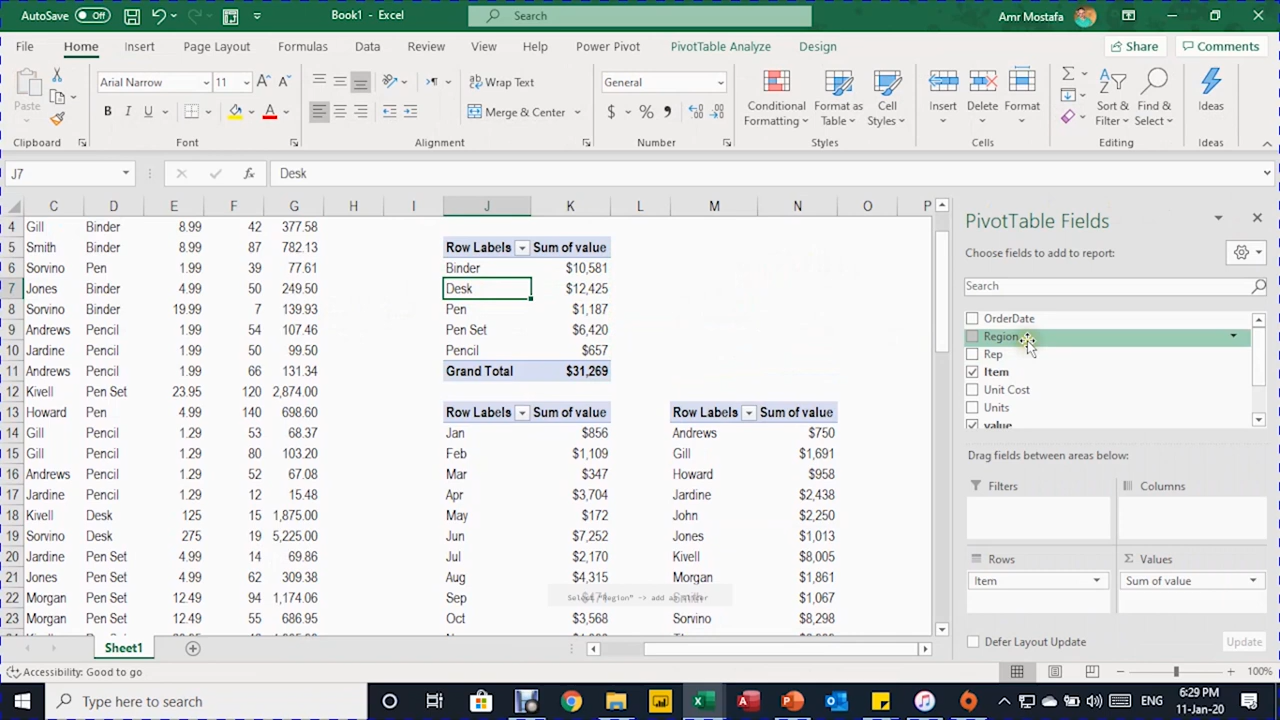 AutoSave Off Book1 - Excel Search Amr Mostafa
File Home Insert Page Layout Formulas Data Review View Help Power Pivot PivotTable Analyze Design Share Comments
Paste Arial Narrow 11 Wrap Text General Conditional Formatting Format as Table Cell Styles Insert Delete Format Sort & Filter Find & Select Ideas
B I U Merge & Center $ %
Clipboard Font Alignment Number Styles Cells Editing Ideas
J7 fx Desk
C D E F G H I J K L M N O P
4 Gill Binder 8.99 42 377.58
5 Smith Binder 8.99 87 782.13 Row Labels Sum of value
6 Sorvino Pen 1.99 39 77.61 Binder $10,581
7 Jones Binder 4.99 50 249.50 Desk $12,425
8 Sorvino Binder 19.99 7 139.93 Pen $1,187
9 Andrews Pencil 1.99 54 107.46 Pen Set $6,420
10 Jardine Pencil 1.99 50 99.50 Pencil $657
11 Andrews Pencil 1.99 66 131.34 Grand Total $31,269
12 Kivell Pen Set 23.95 120 2,874.00
13 Howard Pen 4.99 140 698.60 Row Labels Sum of value Row Labels Sum of value
14 Gill Pencil 1.29 53 68.37 Jan $856 Andrews $750
15 Gill Pencil 1.29 80 103.20 Feb $1,109 Gill $1,691
16 Andrews Pencil 1.29 52 67.08 Mar $347 Howard $958
17 Jardine Pencil 1.29 12 15.48 Apr $3,704 Jardine $2,438
18 Kivell Desk 125 15 1,875.00 May $172 John $2,250
19 Sorvino Desk 275 19 5,225.00 Jun $7,252 Jones $1,013
20 Jardine Pen Set 4.99 14 69.86 Jul $2,170 Kivell $8,005
21 Jones Pen Set 4.99 62 309.38 Aug $4,315 Morgan $1,861
22 Morgan Pen Set 12.49 94 1,174.06 Sep $1,067
Select "Region" -> add as
23 Morgan Pen Set 12.49 55 686.95 Oct $3,568 Sorvino $8,298
PivotTable Fields
Choose fields to add to report:
Search
OrderDate
Region
Rep
Item
Unit Cost
Units
value
Drag fields between areas below:
Filters Columns
Rows Values
Item Sum of value
Defer Layout Update Update
Sheet1
Accessibility: Good to go 100%
Type here to search ENG 6:29 PM
11-Jan-20